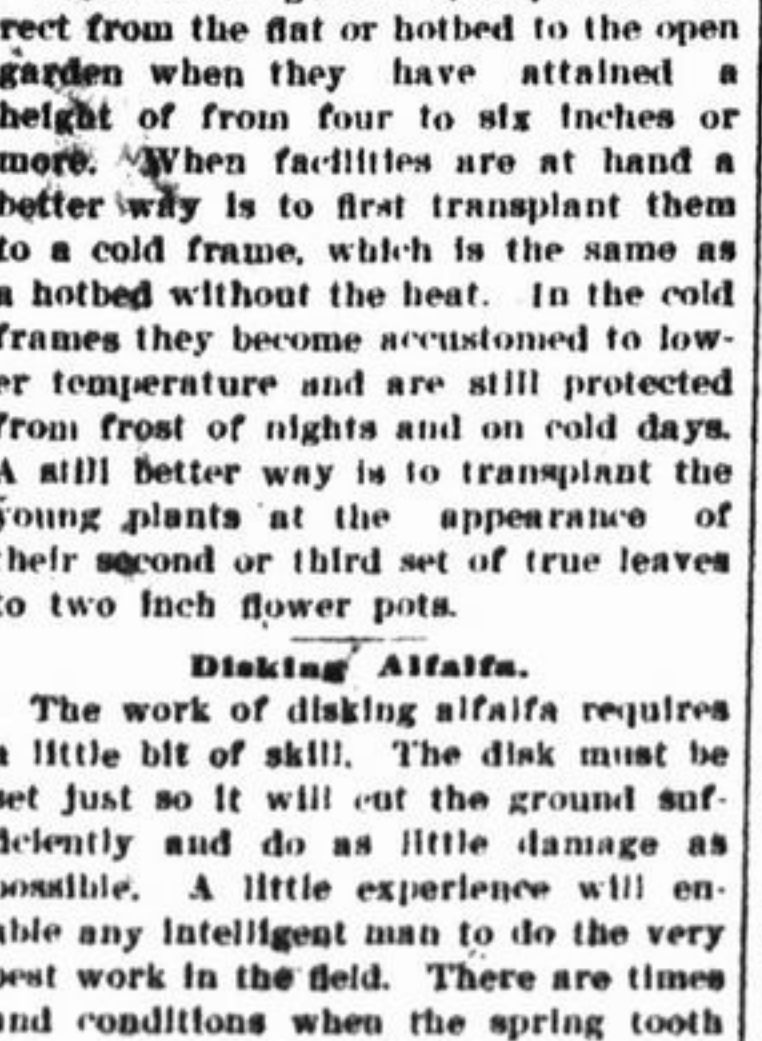 rect from the flat or hotbed to the open
garden when they have attained a
height of from four to six inches or
more. When facilities are at hand a
better way is to first transplant them
to a cold frame, which is the same as
a hotbed without the heat. In the cold
frames they become accustomed to low-
er temperature and are still protected
from frost of nights and on cold days.
A still better way is to transplant the
young plants at the appearance of
their second or third set of true leaves
to two inch flower pots.
Disking Alfalfa.
The work of disking alfalfa requires
a little bit of skill. The disk must be
set just so it will cut the ground suf-
ficiently and do as little damage as
possible. A little experience will en-
able any intelligent man to do the very
best work in the field. There are times
and conditions when the spring tooth